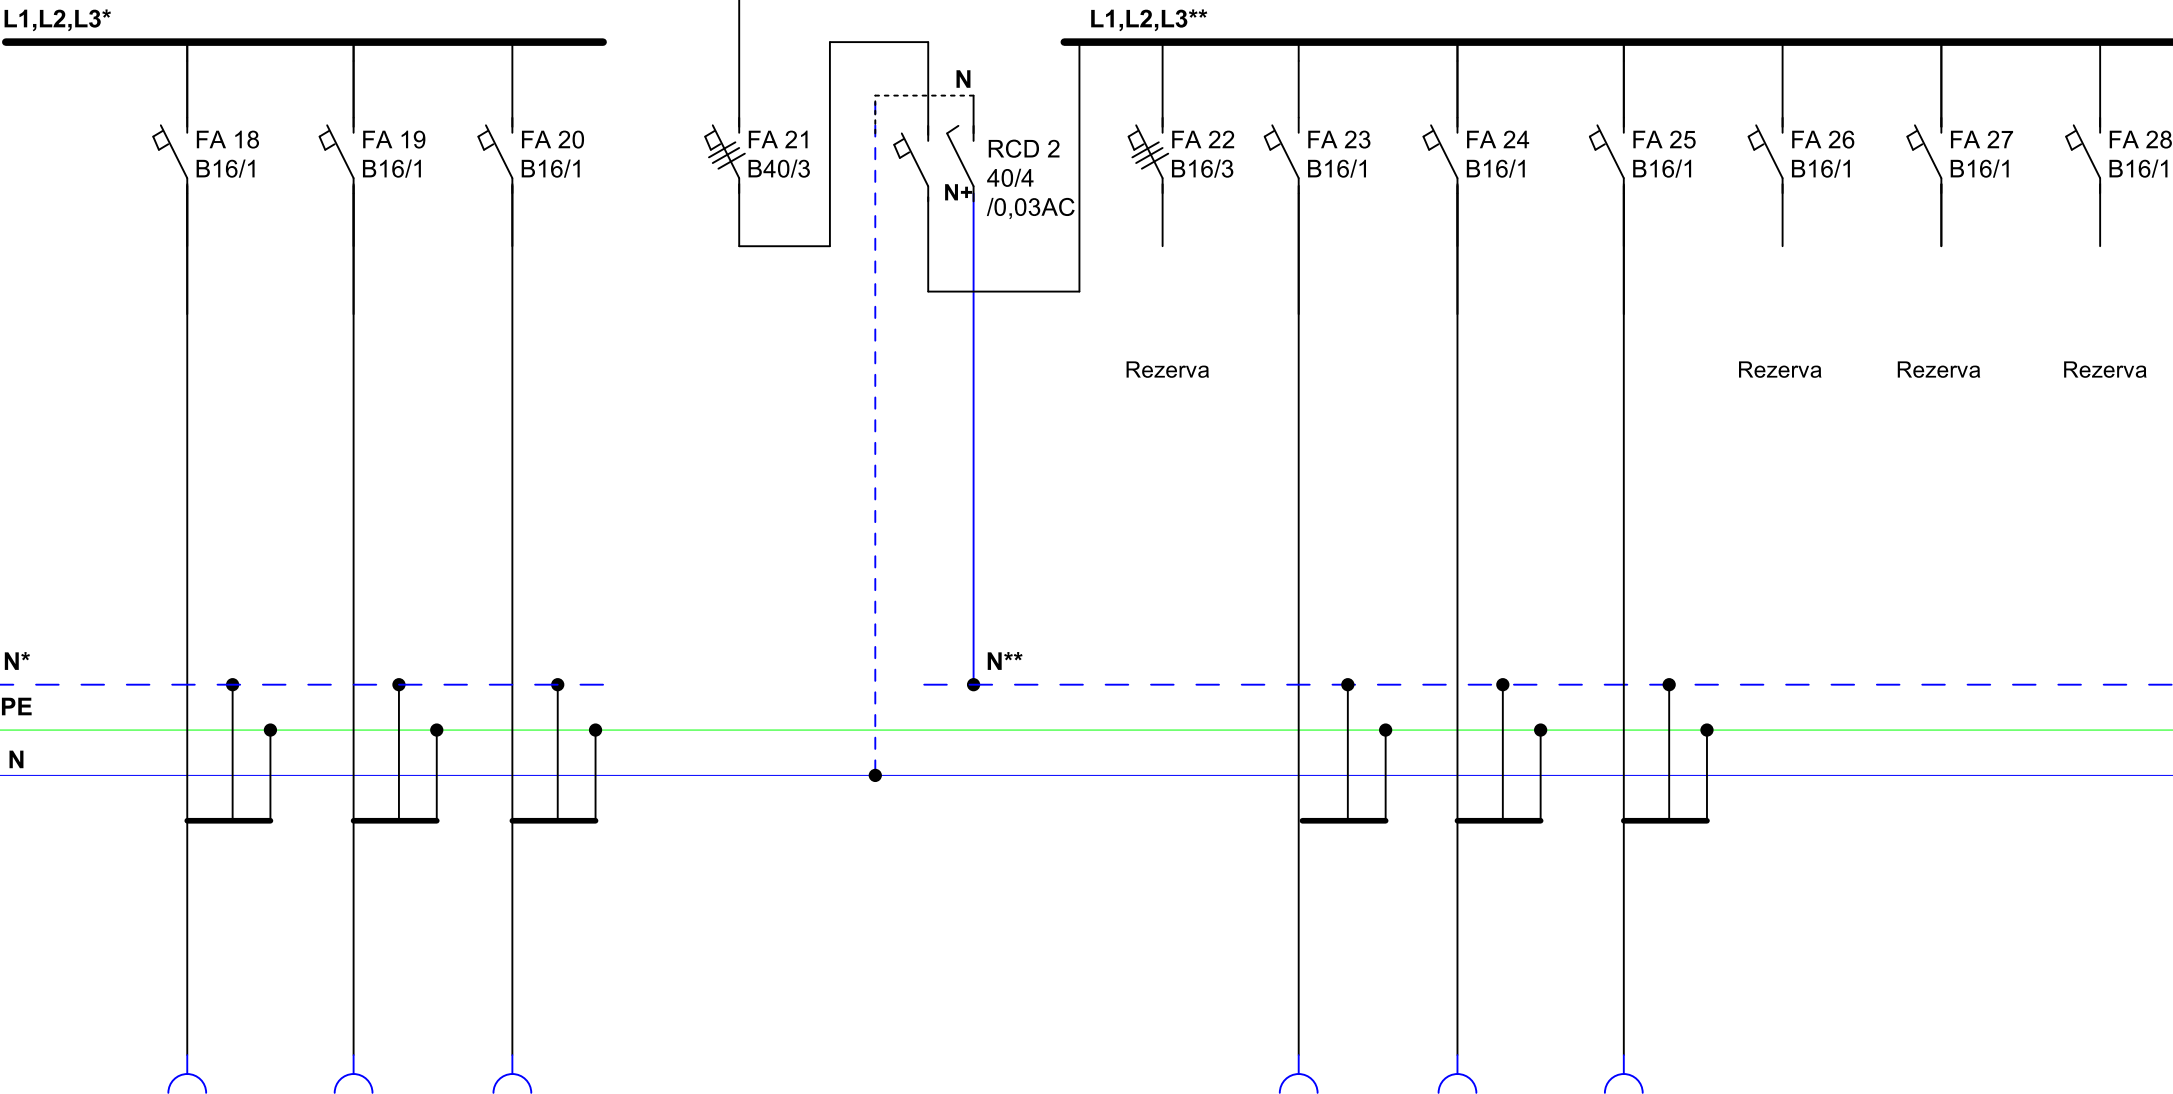 L1,L2,L3*
L1,L2,L3**
N
FA 18
B16/1
FA 19
B16/1
FA 20
B16/1
FA 21
B40/3
N+
RCD 2
40/4
/0,03AC
FA 22
B16/3
FA 23
B16/1
FA 24
B16/1
FA 25
B16/1
FA 26
B16/1
FA 27
B16/1
FA 28
B16/1
Rezerva
Rezerva
Rezerva
Rezerva
N*
N**
PE
N